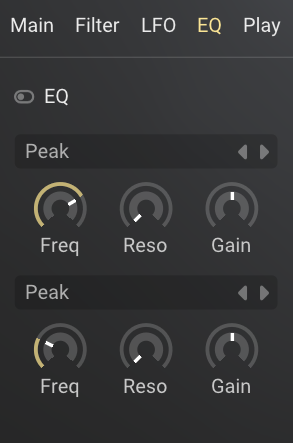 Main Filter LFO EQ Play
EQ
Peak
Freq Reso Gain
Peak
Freq Reso Gain